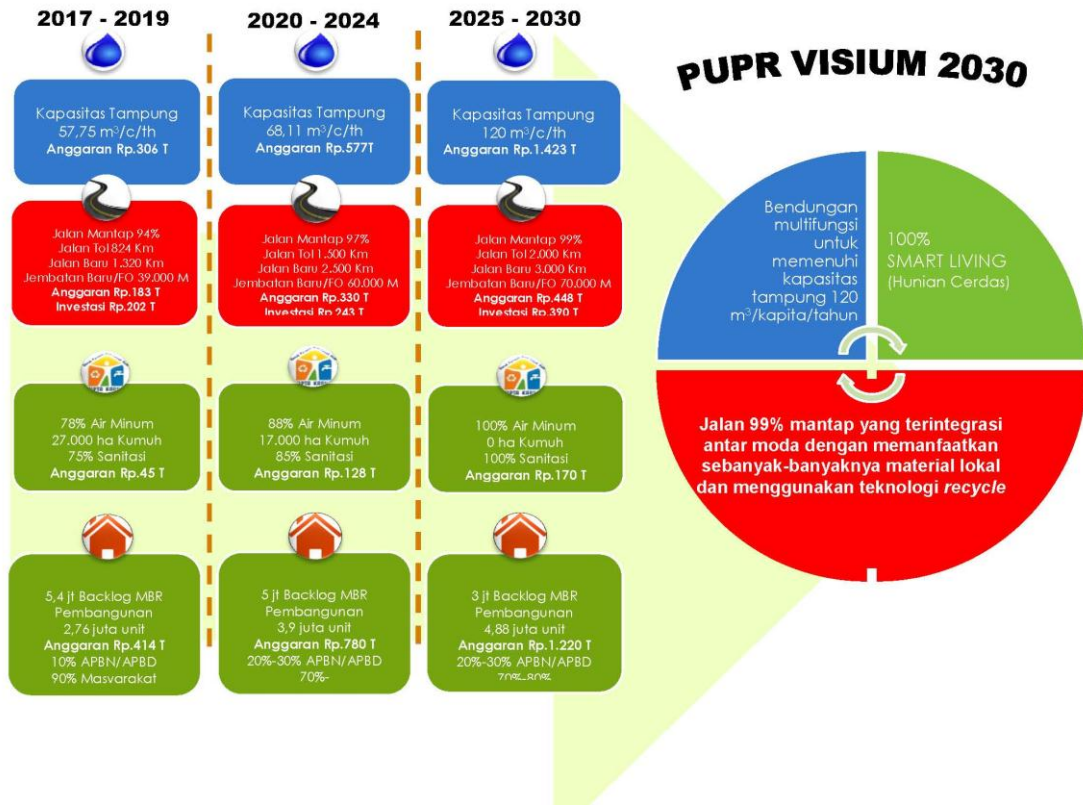 2017 - 2019
Kapasitas Tampung
57,75 m³/c/th
Anggaran Rp.306 T
Jalan Mantap 94%
Jalan Tol 824 Km
Jalan Baru 1.320 Km
Jembatan Baru/FO 39.000 M
Anggaran Rp.183 T
Investasi Rp.202 T
78% Air Minum
27.000 ha Kumuh
75% Sanitasi
Anggaran Rp.45 T
5,4 jt Backlog MBR
Pembangunan
2,76 juta unit
Anggaran Rp.414 T
10% APBN/APBD
90% Masyarakat
2020 - 2024
Kapasitas Tampung
68,11 m³/c/th
Anggaran Rp.577T
Jalan Mantap 97%
Jalan Tol 1.500 Km
Jalan Baru 2.500 Km
Jembatan Baru/FO 60.000 M
Anggaran Rp.330 T
Investasi Rp.243 T
88% Air Minum
17.000 ha Kumuh
85% Sanitasi
Anggaran Rp.128 T
5 jt Backlog MBR
Pembangunan
3,9 juta unit
Anggaran Rp.780 T
20%-30% APBN/APBD
70%-
2025 - 2030
Kapasitas Tampung
120 m³/c/th
Anggaran Rp.1.423 T
Jalan Mantap 99%
Jalan Tol 2.000 Km
Jalan Baru 3.000 Km
Jembatan Baru/FO 70.000 M
Anggaran Rp.448 T
Investasi Rp.390 T
100% Air Minum
0 ha Kumuh
100% Sanitasi
Anggaran Rp.170 T
3 jt Backlog MBR
Pembangunan
4,88 juta unit
Anggaran Rp.1.220 T
20%-30% APBN/APBD
70%-80%
PUPR VISIUM 2030
Bendungan
multifungsi
untuk
memenuhi
kapasitas
tampung 120
m³/kapita/tahun
100%
SMART LIVING
(Hunian Cerdas)
Jalan 99% mantap yang terintegrasi
antar moda dengan memanfaatkan
sebanyak-banyaknya material lokal
dan menggunakan teknologi recycle